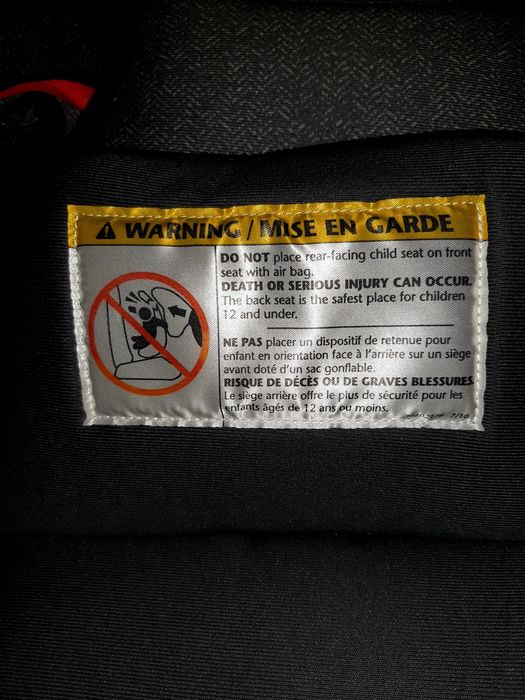 WARNING / MISE EN GARDE
DO NOT place rear-facing child seat on front
seat with air bag.
DEATH OR SERIOUS INJURY CAN OCCUR.
The back seat is the safest place for children
12 and under.
NE PAS placer un dispositif de retenue pour
enfant en orientation face à l'arrière sur un siège
avant doté d'un sac gonflable.
RISQUE DE DÉCÈS OU DE GRAVES BLESSURES.
Le siège arrière offre le plus de sécurité pour les
enfants âgés de 12 ans ou moins.
7/10